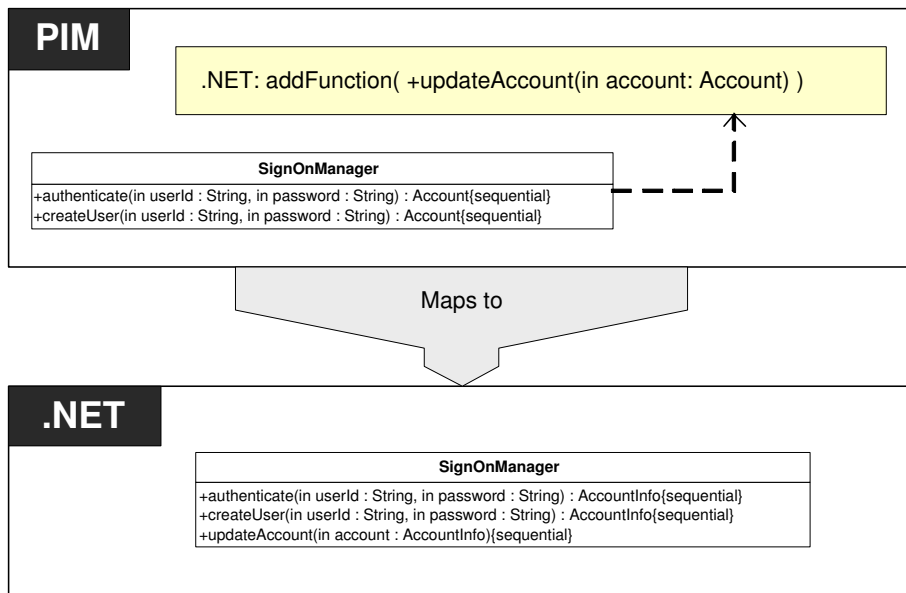 PIM
.NET: addFunction( +updateAccount(in account: Account) )
SignOnManager
+authenticate(in userId : String, in password : String) : Account{sequential}
+createUser(in userId : String, in password : String) : Account{sequential}
Maps to
.NET
SignOnManager
+authenticate(in userId : String, in password : String) : AccountInfo{sequential}
+createUser(in userId : String, in password : String) : AccountInfo{sequential}
+updateAccount(in account : AccountInfo){sequential}